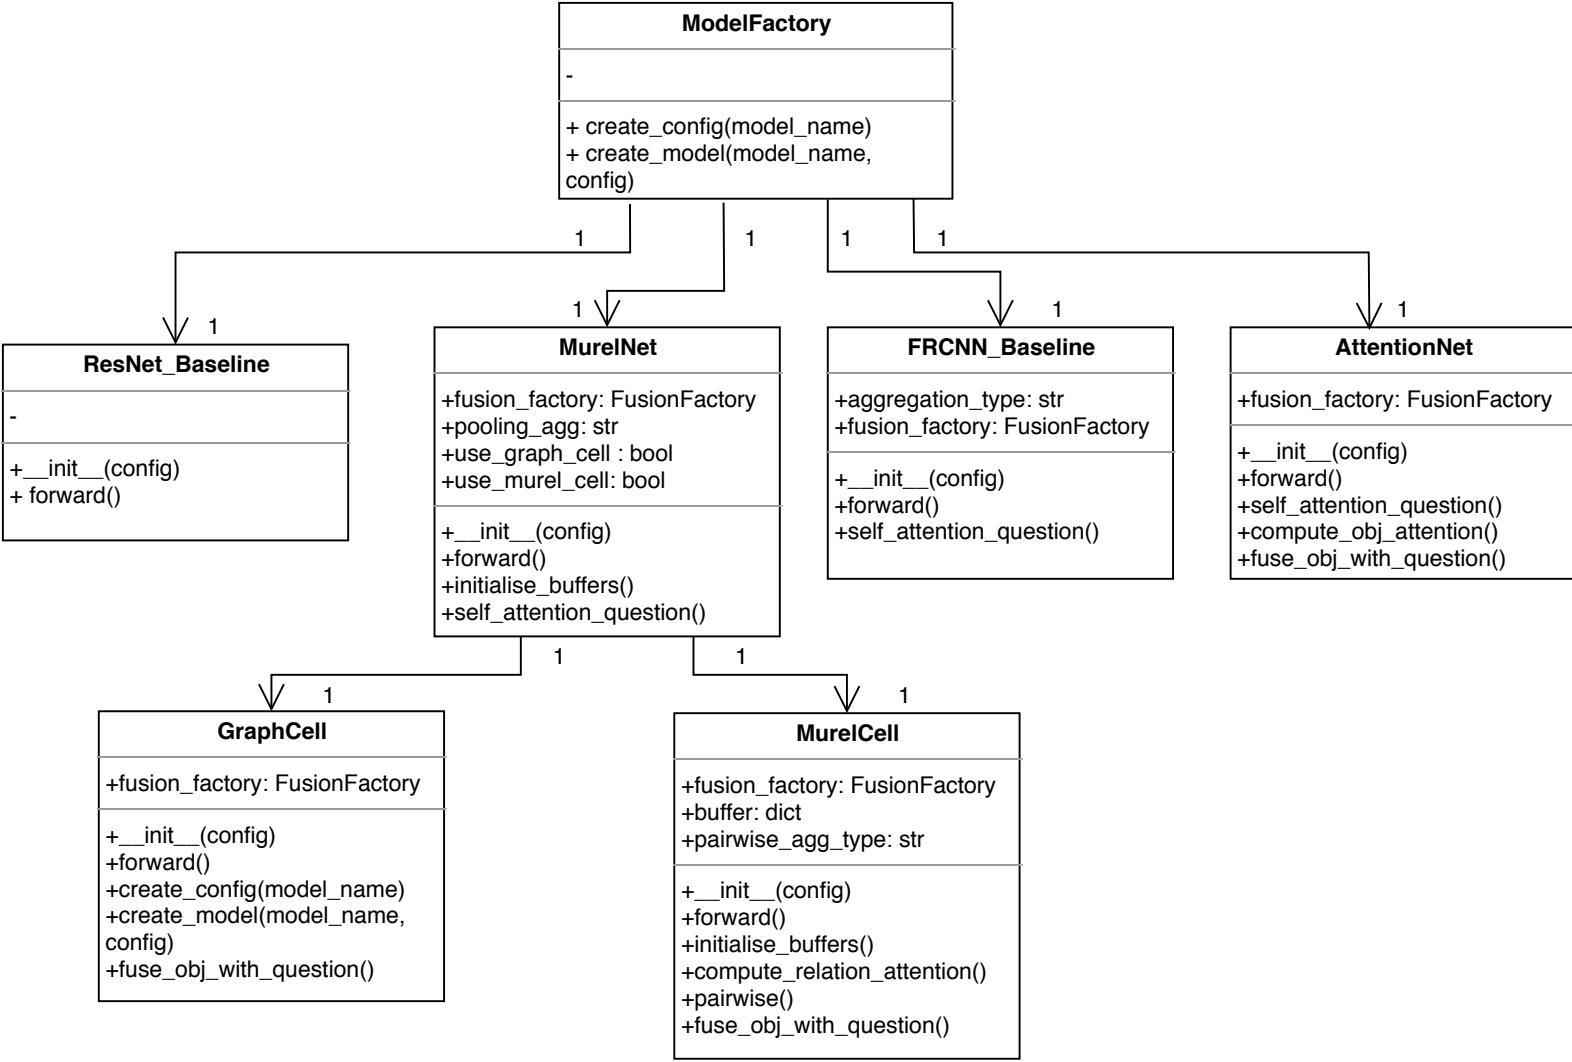 ModelFactory
-
+ create_config(model_name)
+ create_model(model_name,
config)
1
1
1
1
1
ResNet_Baseline
-
+__init__(config)
+ forward()
1
MurelNet
+fusion_factory: FusionFactory
+pooling_agg: str
+use_graph_cell : bool
+use_murel_cell: bool
+__init__(config)
+forward()
+initialise_buffers()
+self_attention_question()
1
FRCNN_Baseline
+aggregation_type: str
+fusion_factory: FusionFactory
+__init__(config)
+forward()
+self_attention_question()
1
AttentionNet
+fusion_factory: FusionFactory
+__init__(config)
+forward()
+self_attention_question()
+compute_obj_attention()
+fuse_obj_with_question()
1
1
1
GraphCell
+fusion_factory: FusionFactory
+__init__(config)
+forward()
+create_config(model_name)
+create_model(model_name,
config)
+fuse_obj_with_question()
1
MurelCell
+fusion_factory: FusionFactory
+buffer: dict
+pairwise_agg_type: str
+__init__(config)
+forward()
+initialise_buffers()
+compute_relation_attention()
+pairwise()
+fuse_obj_with_question()